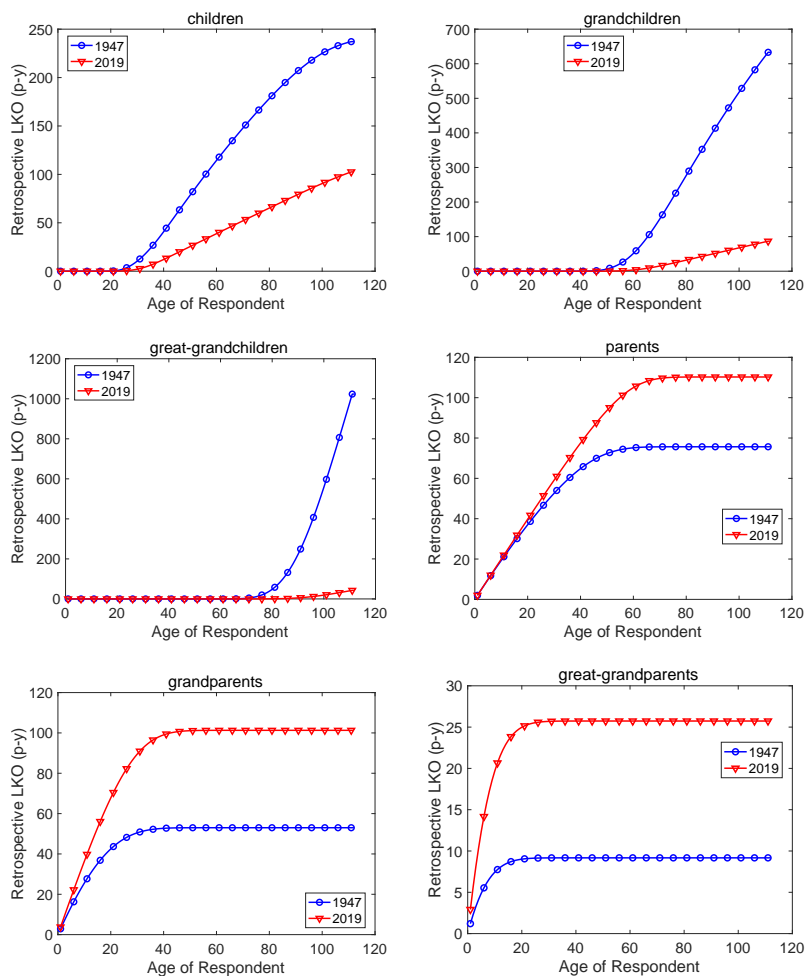 children
250
200
150
100
50
0
Retrospective LKO (p-y)
1947
2019
0 20 40 60 80 100 120
Age of Respondent
grandchildren
700
600
500
400
300
200
100
0
Retrospective LKO (p-y)
1947
2019
0 20 40 60 80 100 120
Age of Respondent
great-grandchildren
1200
1000
800
600
400
200
0
Retrospective LKO (p-y)
1947
2019
0 20 40 60 80 100 120
Age of Respondent
parents
120
100
80
60
40
20
0
Retrospective LKO (p-y)
1947
2019
0 20 40 60 80 100 120
Age of Respondent
grandparents
120
100
80
60
40
20
0
Retrospective LKO (p-y)
1947
2019
0 20 40 60 80 100 120
Age of Respondent
great-grandparents
30
25
20
15
10
5
0
Retrospective LKO (p-y)
1947
2019
0 20 40 60 80 100 120
Age of Respondent